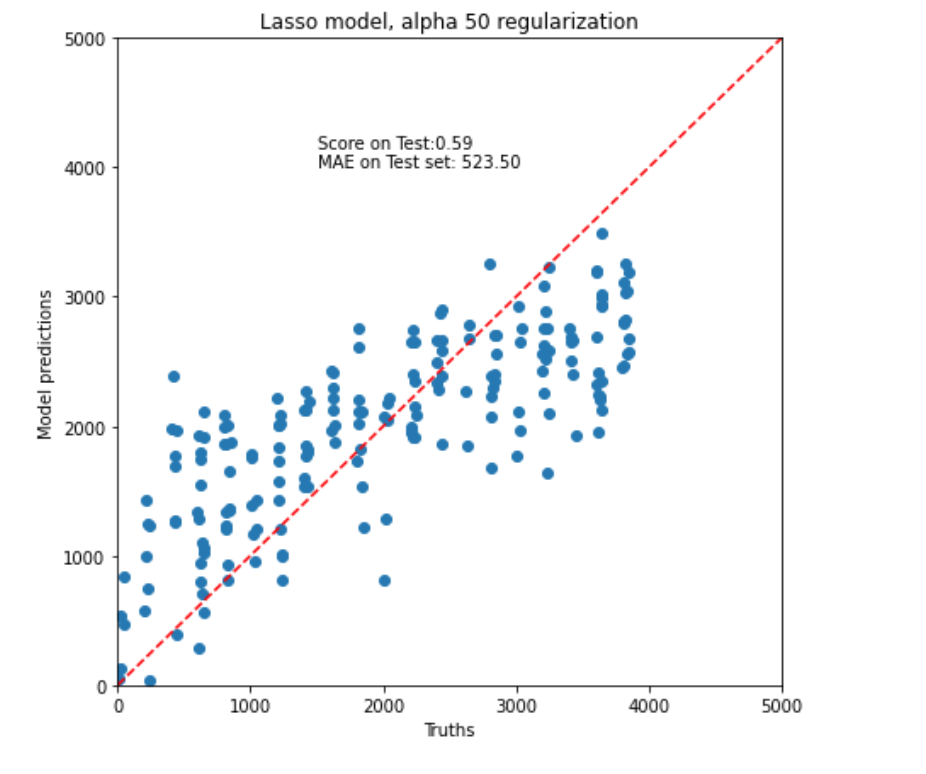 Lasso model, alpha 50 regularization
5000
4000
3000
2000
1000
0
Model predictions
Score on Test:0.59
MAE on Test set: 523.50
0 1000 2000 3000 4000 5000
Truths